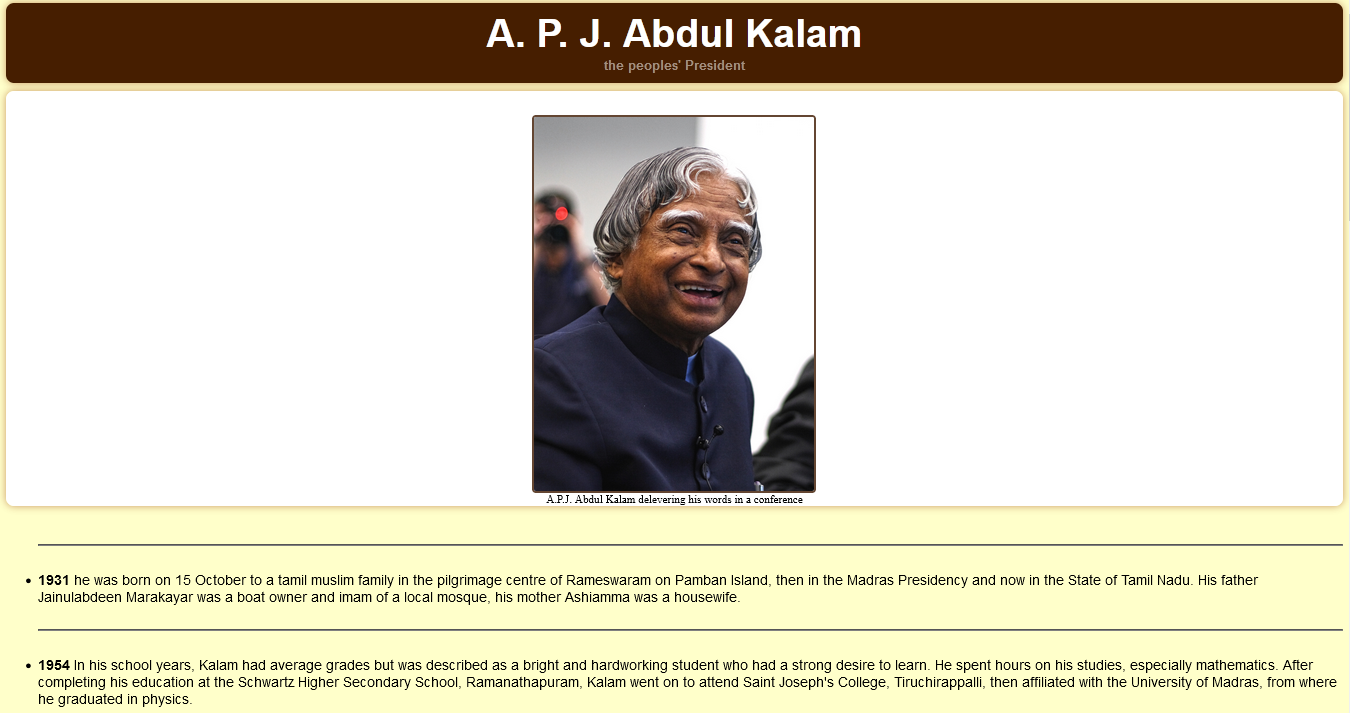 A. P. J. Abdul Kalam
the peoples' President
A.P.J. Abdul Kalam delevering his words in a conference
• 1931 he was born on 15 October to a tamil muslim family in the pilgrimage centre of Rameswaram on Pamban Island, then in the Madras Presidency and now in the State of Tamil Nadu. His father
Jainulabdeen Marakayar was a boat owner and imam of a local mosque, his mother Ashiamma was a housewife.
• 1954 In his school years, Kalam had average grades but was described as a bright and hardworking student who had a strong desire to learn. He spent hours on his studies, especially mathematics. After
completing his education at the Schwartz Higher Secondary School, Ramanathapuram, Kalam went on to attend Saint Joseph's College, Tiruchirappalli, then affiliated with the University of Madras, from where
he graduated in physics.